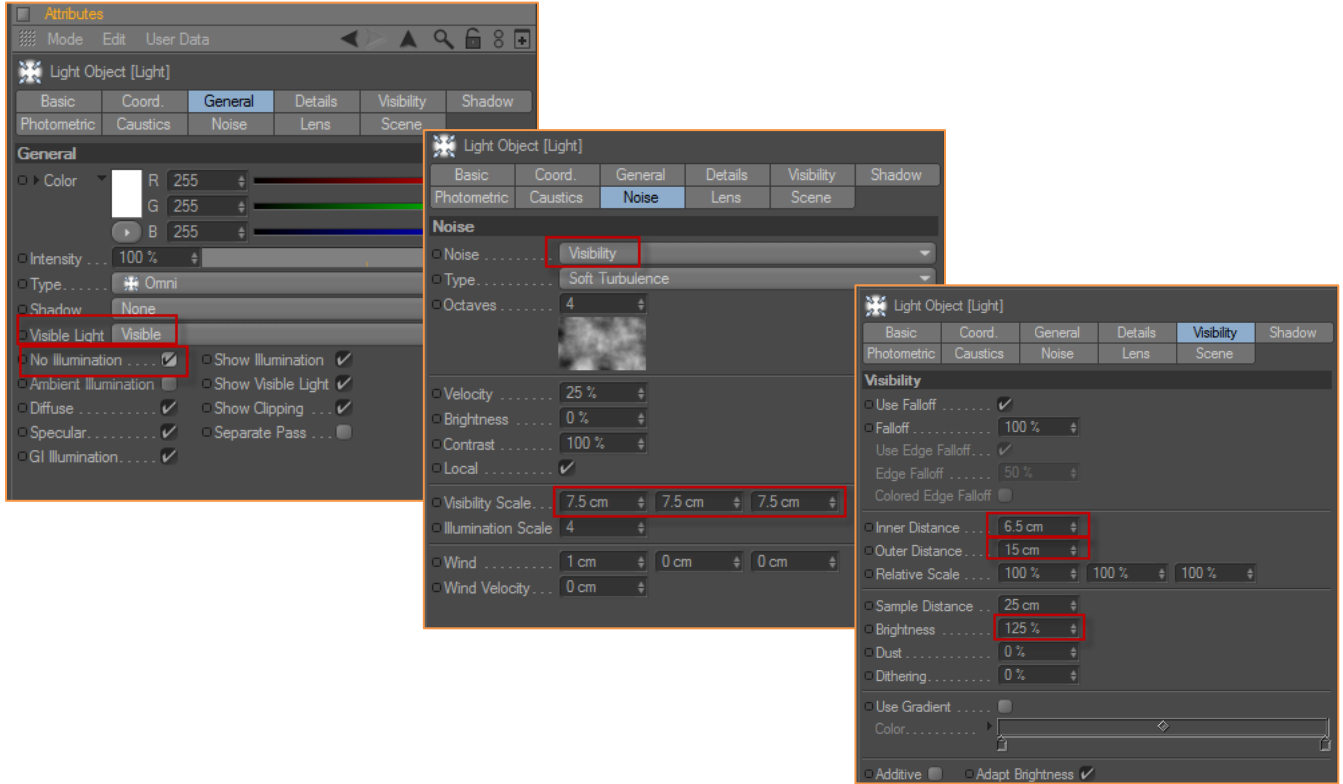 Attributes
Mode Edit User Data
Light Object [Light]
Basic Coord. General Details Visibility Shadow
Photometric Caustics Noise Lens Scene
General
Color R 255
G 255
B 255
Intensity . . . 100 %
Type. . . . . . Omni
Shadow None
Visible Light Visible
No Illumination . . . . Show Illumination
Ambient Illumination Show Visible Light
Diffuse . . . . . . . . . Show Clipping . . .
Specular. . . . . . . . Separate Pass . . .
GI Illumination. . . . .
Light Object [Light]
Basic Coord. General Details Visibility Shadow
Photometric Caustics Noise Lens Scene
Noise
Noise . . . . . . . . . Visibility
Type. . . . . . . . . . Soft Turbulence
Octaves . . . . . . . 4
Velocity . . . . . . . 25 %
Brightness . . . . . 0 %
Contrast . . . . . . . 100 %
Local . . . . . . . . .
Visibility Scale. . . 7.5 cm 7.5 cm 7.5 cm
Illumination Scale 4
Wind . . . . . . . . . 1 cm 0 cm 0 cm
Wind Velocity. . . 0 cm
Light Object [Light]
Basic Coord. General Details Visibility Shadow
Photometric Caustics Noise Lens Scene
Visibility
Use Falloff . . . . . . .
Falloff . . . . . . . . . . . 100 %
Use Edge Falloff. . .
Edge Falloff . . . . . . 50 %
Colored Edge Falloff
Inner Distance . . . . 6.5 cm
Outer Distance . . . 15 cm
Relative Scale . . . . 100 % 100 % 100 %
Sample Distance . . 25 cm
Brightness . . . . . . . 125 %
Dust . . . . . . . . . . . . 0 %
Dithering. . . . . . . . . 0 %
Use Gradient . . . . .
Color. . . . . . . . . .
Additive Adapt Brightness